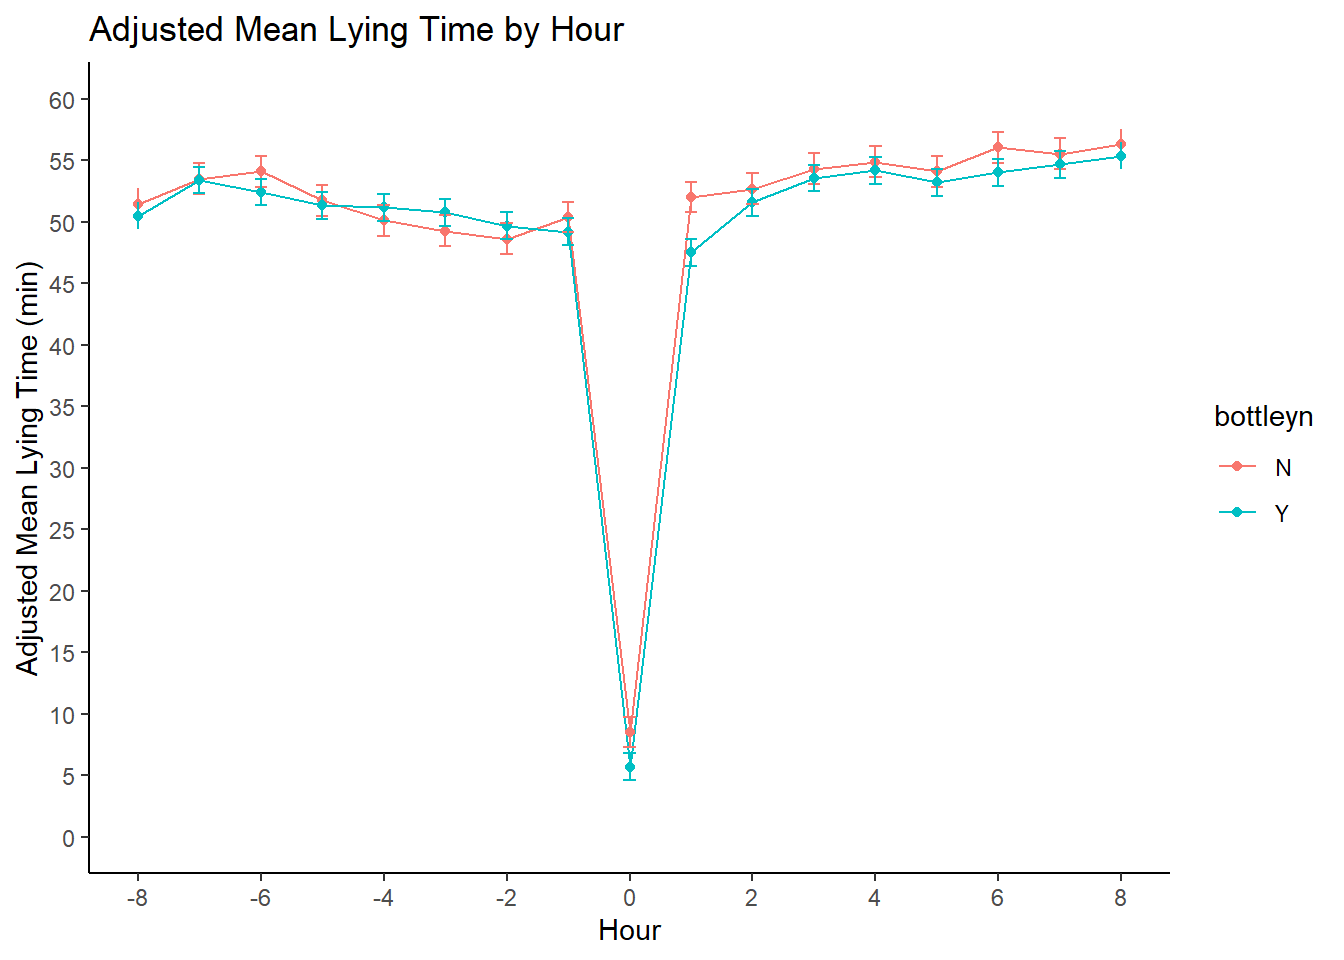 Adjusted Mean Lying Time by Hour
Adjusted Mean Lying Time (min)
60
55
50
45
40
35
30
25
20
15
10
5
0
-8 -6 -4 -2 0 2 4 6 8
Hour
bottleyn
N
Y